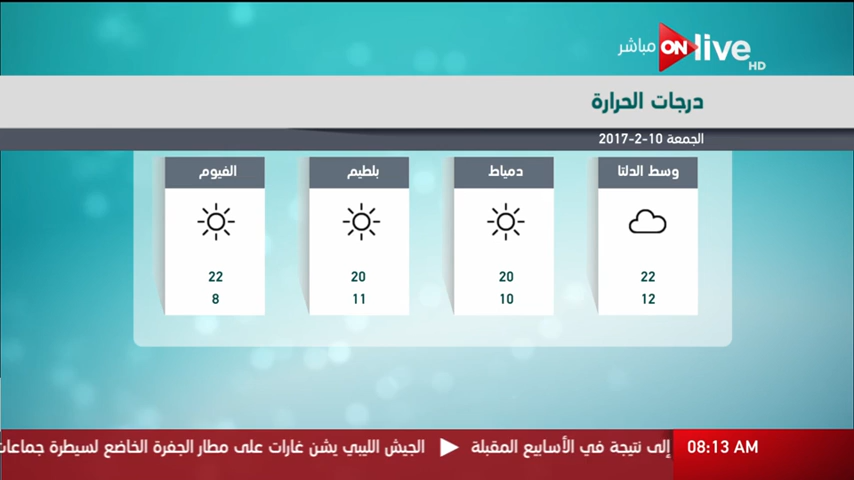 مباشر ON live HD
درجات الحرارة
الجمعة 10-2-2017
وسط الدلتا
22
12
دمياط
20
10
بلطيم
20
11
الفيوم
22
8
08:13 AM
إلى نتيجة في الأسابيع المقبلة ◀ الجيش الليبي يشن غارات على مطار الجفرة الخاضع لسيطرة جماعات